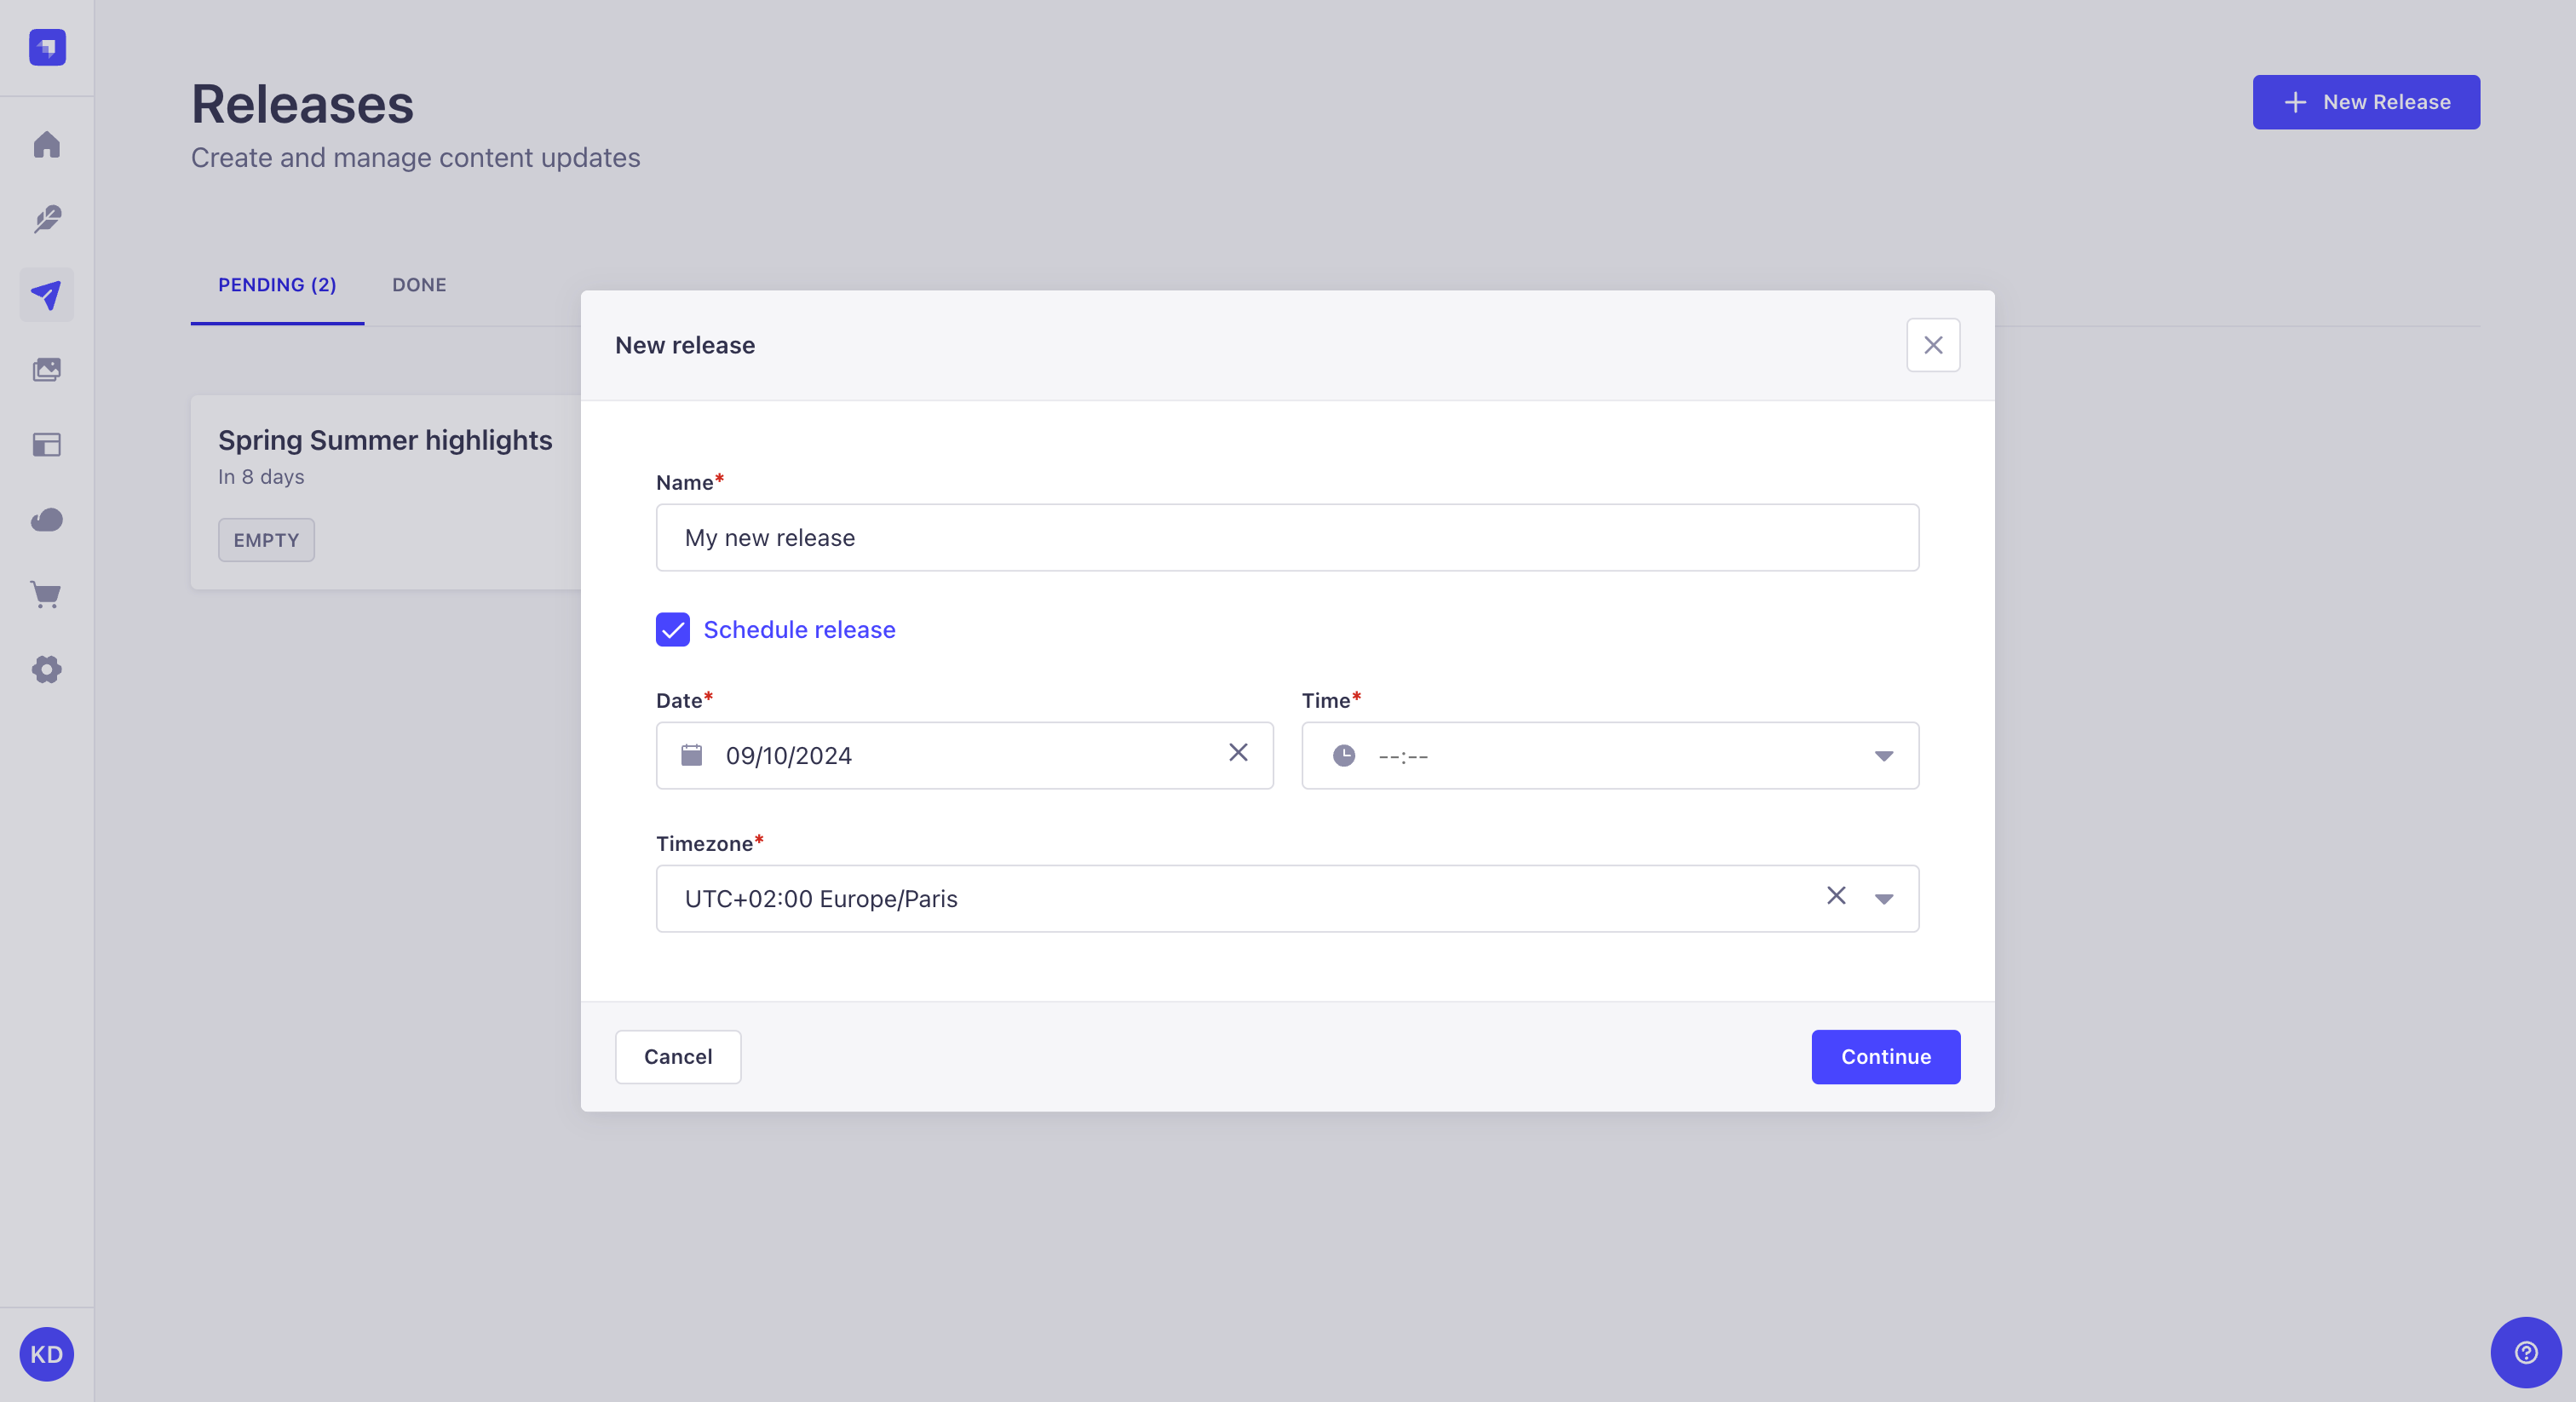 Releases
Create and manage content updates
New Release
PENDING (2)
DONE
Spring Summer highlights
In 8 days
EMPTY
New release
Name*
My new release
Schedule release
Date*
Time*
09/10/2024
--:--
Timezone*
UTC+02:00 Europe/Paris
Cancel
Continue
KD